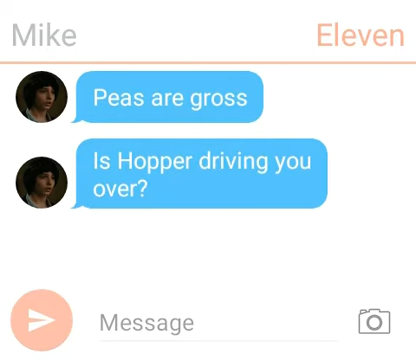 Mike
Eleven
Peas are gross
Is Hopper driving you
over?
Message